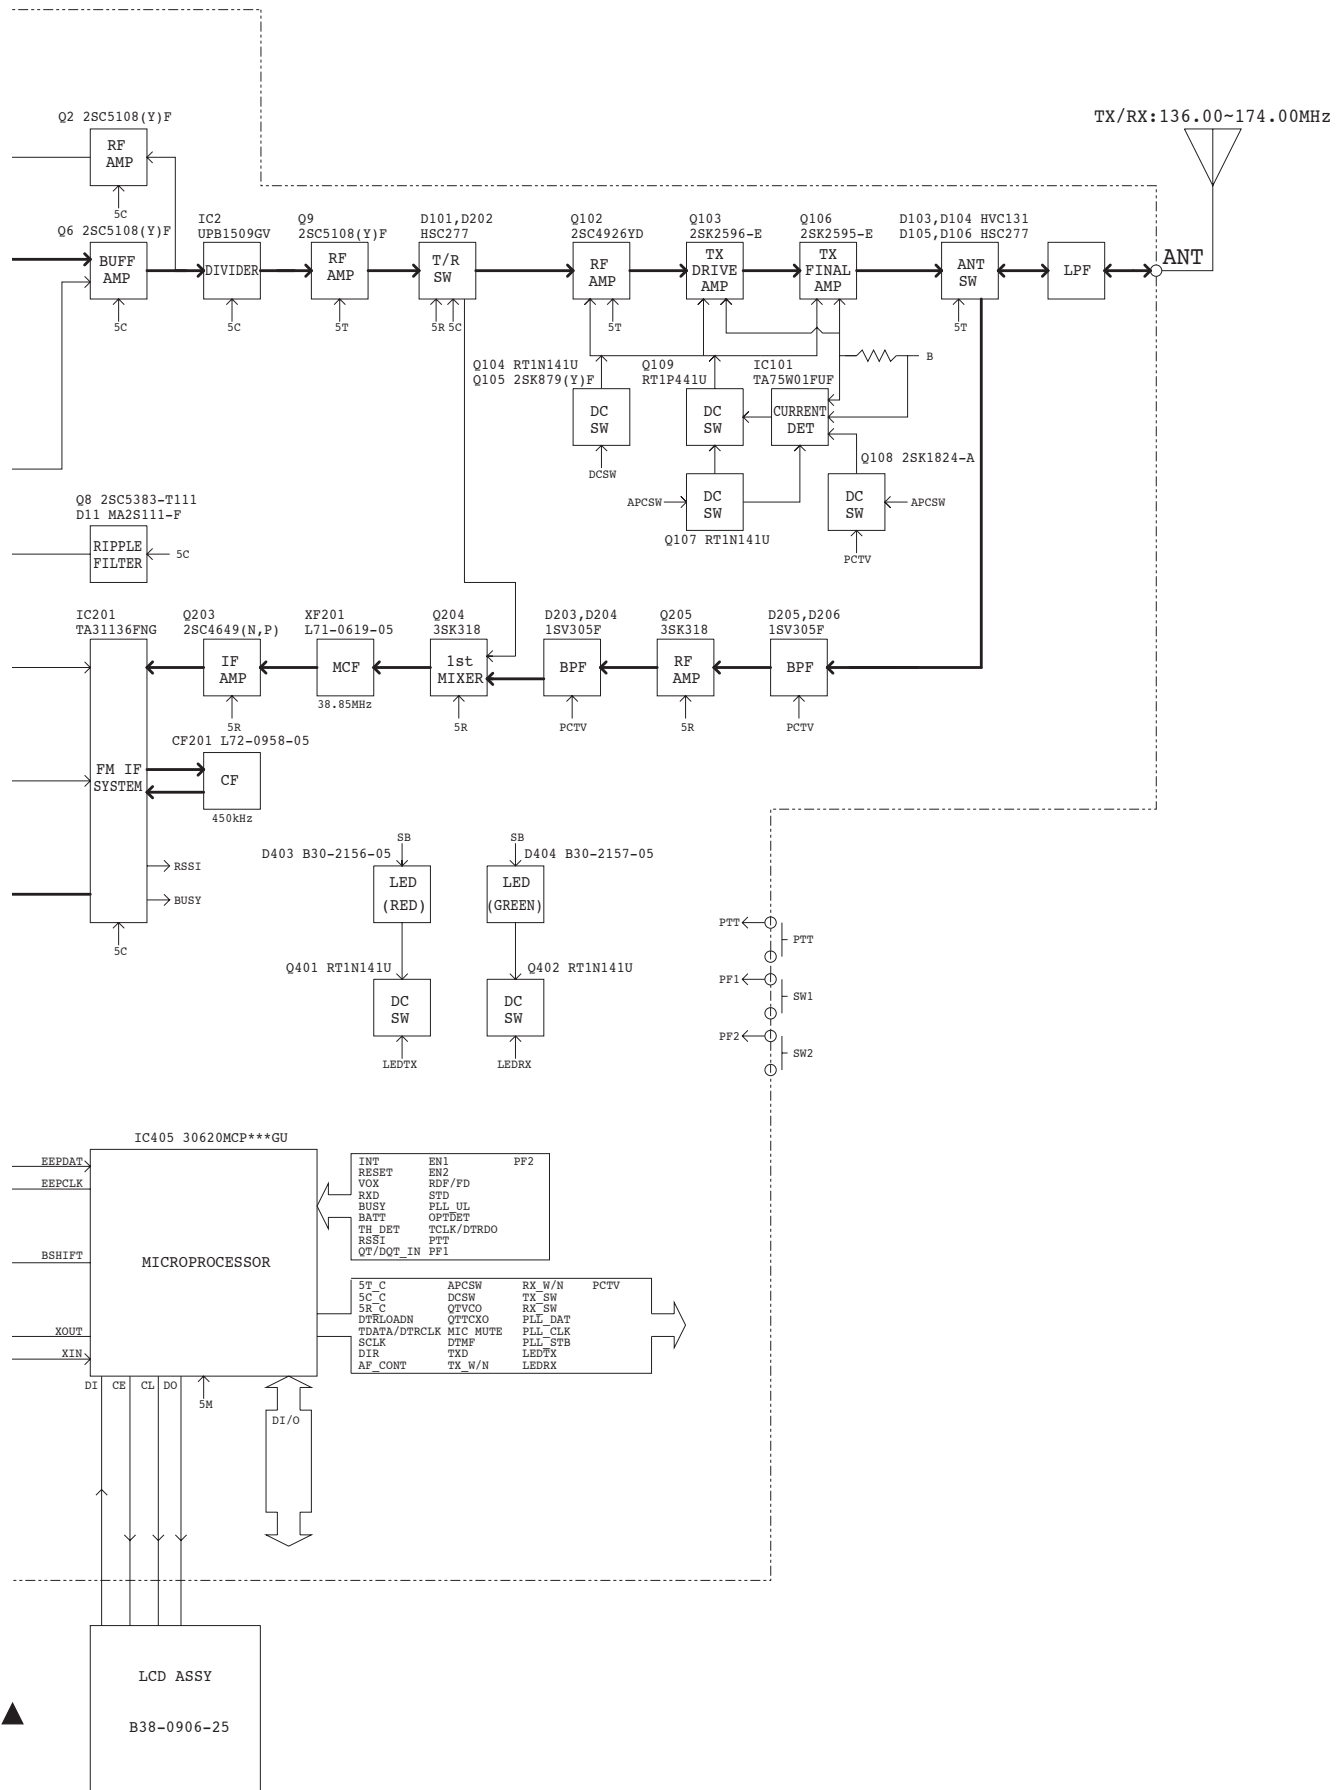 TX/RX:136.00~174.00MHz
Q2 2SC5108(Y)F
RF
AMP
5C
Q6 2SC5108(Y)F
BUFF
AMP
5C
IC2
UPB1509GV
DIVIDER
5C
Q9
2SC5108(Y)F
RF
AMP
5T
D101,D202
HSC277
T/R
SW
5R 5C
Q102
2SC4926YD
RF
AMP
5T
Q103
2SK2596-E
TX
DRIVE
AMP
Q106
2SK2595-E
TX
FINAL
AMP
D103,D104 HVC131
D105,D106 HSC277
ANT
SW
5T
LPF
ANT
B
Q104 RT1N141U
Q105 2SK879(Y)F
DC
SW
DCSW
Q109
RT1P441U
DC
SW
IC101
TA75W01FUF
CURRENT
DET
Q108 2SK1824-A
APCSW
DC
SW
Q107 RT1N141U
DC
SW
APCSW
PCTV
Q8 2SC5383-T111
D11 MA2S111-F
RIPPLE
FILTER
5C
IC201
TA31136FNG
FM IF
SYSTEM
RSSI
BUSY
5C
Q203
2SC4649(N,P)
IF
AMP
5R
XF201
L71-0619-05
MCF
38.85MHz
Q204
3SK318
1st
MIXER
5R
D203,D204
1SV305F
BPF
PCTV
Q205
3SK318
RF
AMP
5R
D205,D206
1SV305F
BPF
PCTV
CF201 L72-0958-05
CF
450kHz
SB
D403 B30-2156-05
LED
(RED)
SB
D404 B30-2157-05
LED
(GREEN)
Q401 RT1N141U
DC
SW
LEDTX
Q402 RT1N141U
DC
SW
LEDRX
PTT
PTT
PF1
SW1
PF2
SW2
IC405 30620MCP***GU
MICROPROCESSOR
EEPDAT
EEPCLK
BSHIFT
XOUT
XIN
INT EN1 PF2
RESET EN2
VOX RDF/FD
RXD STD
BUSY PLL_UL
BATT OPTDET
TH_DET TCLK/DTRDO
RSSI PTT
QT/DQT_IN PF1
5T_C APCSW RX_W/N PCTV
5C_C DCSW TX_SW
5R_C QTVCO RX_SW
DTRLOADN QTTCXO PLL_DAT
TDATA/DTRCLK MIC MUTE PLL_CLK
SCLK DTMF PLL_STB
DIR TXD LEDTX
AF_CONT TX_W/N LEDRX
DI CE CL DO
5M
DI/O
LCD ASSY
B38-0906-25